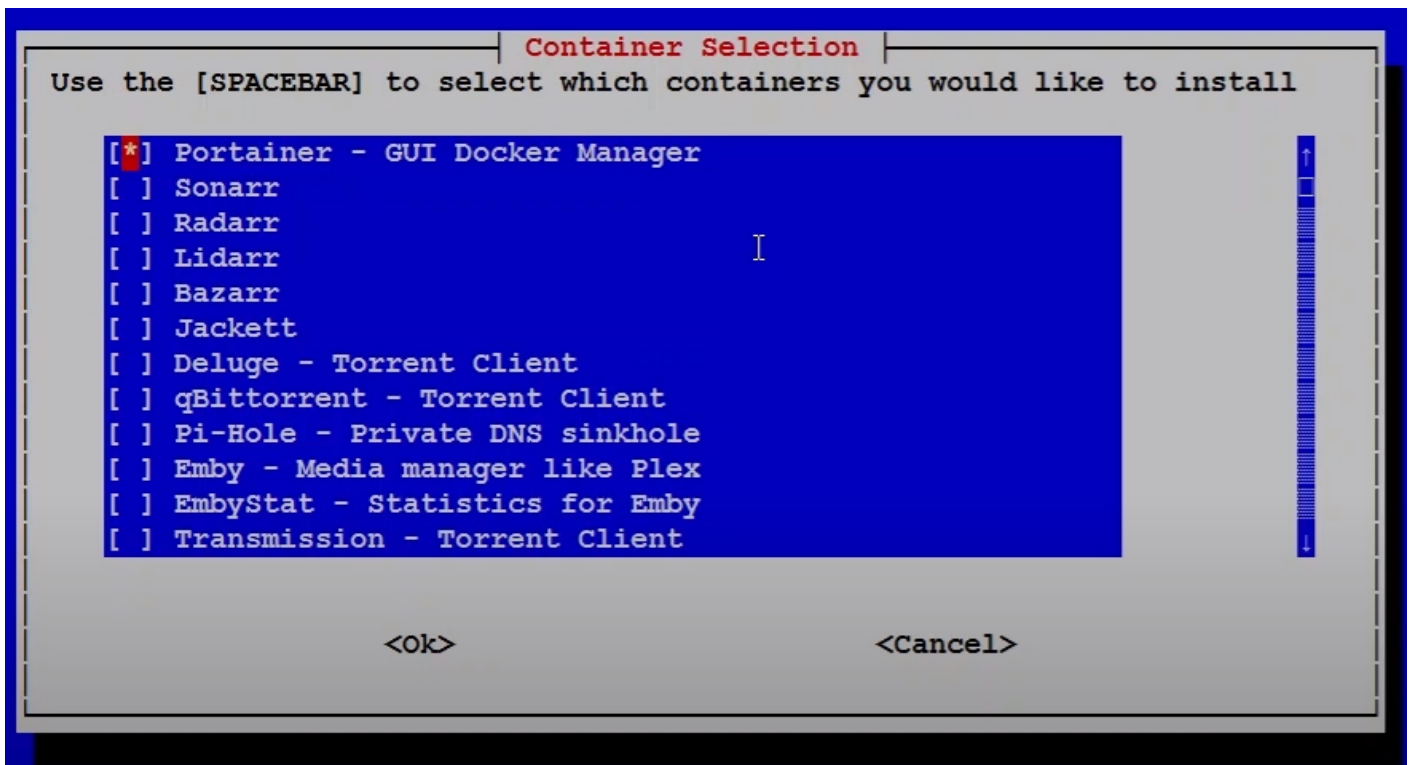 Container Selection
Use the [SPACEBAR] to select which containers you would like to install
[*] Portainer - GUI Docker Manager
[ ] Sonarr
[ ] Radarr
[ ] Lidarr
[ ] Bazarr
[ ] Jackett
[ ] Deluge - Torrent Client
[ ] qBittorrent - Torrent Client
[ ] Pi-Hole - Private DNS sinkhole
[ ] Emby - Media manager like Plex
[ ] EmbyStat - Statistics for Emby
[ ] Transmission - Torrent Client
<Ok> <Cancel>